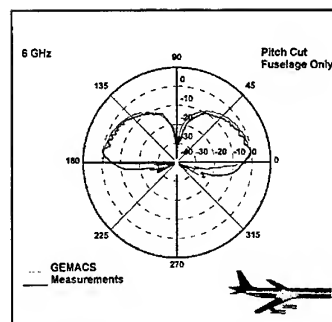 6 GHz
Pitch Cut
Fuselage Only
90
135
45
0
-10
-20
-30
180
-40 -30 -20 -10 0
0
225
315
270
GEMACS
Measurements